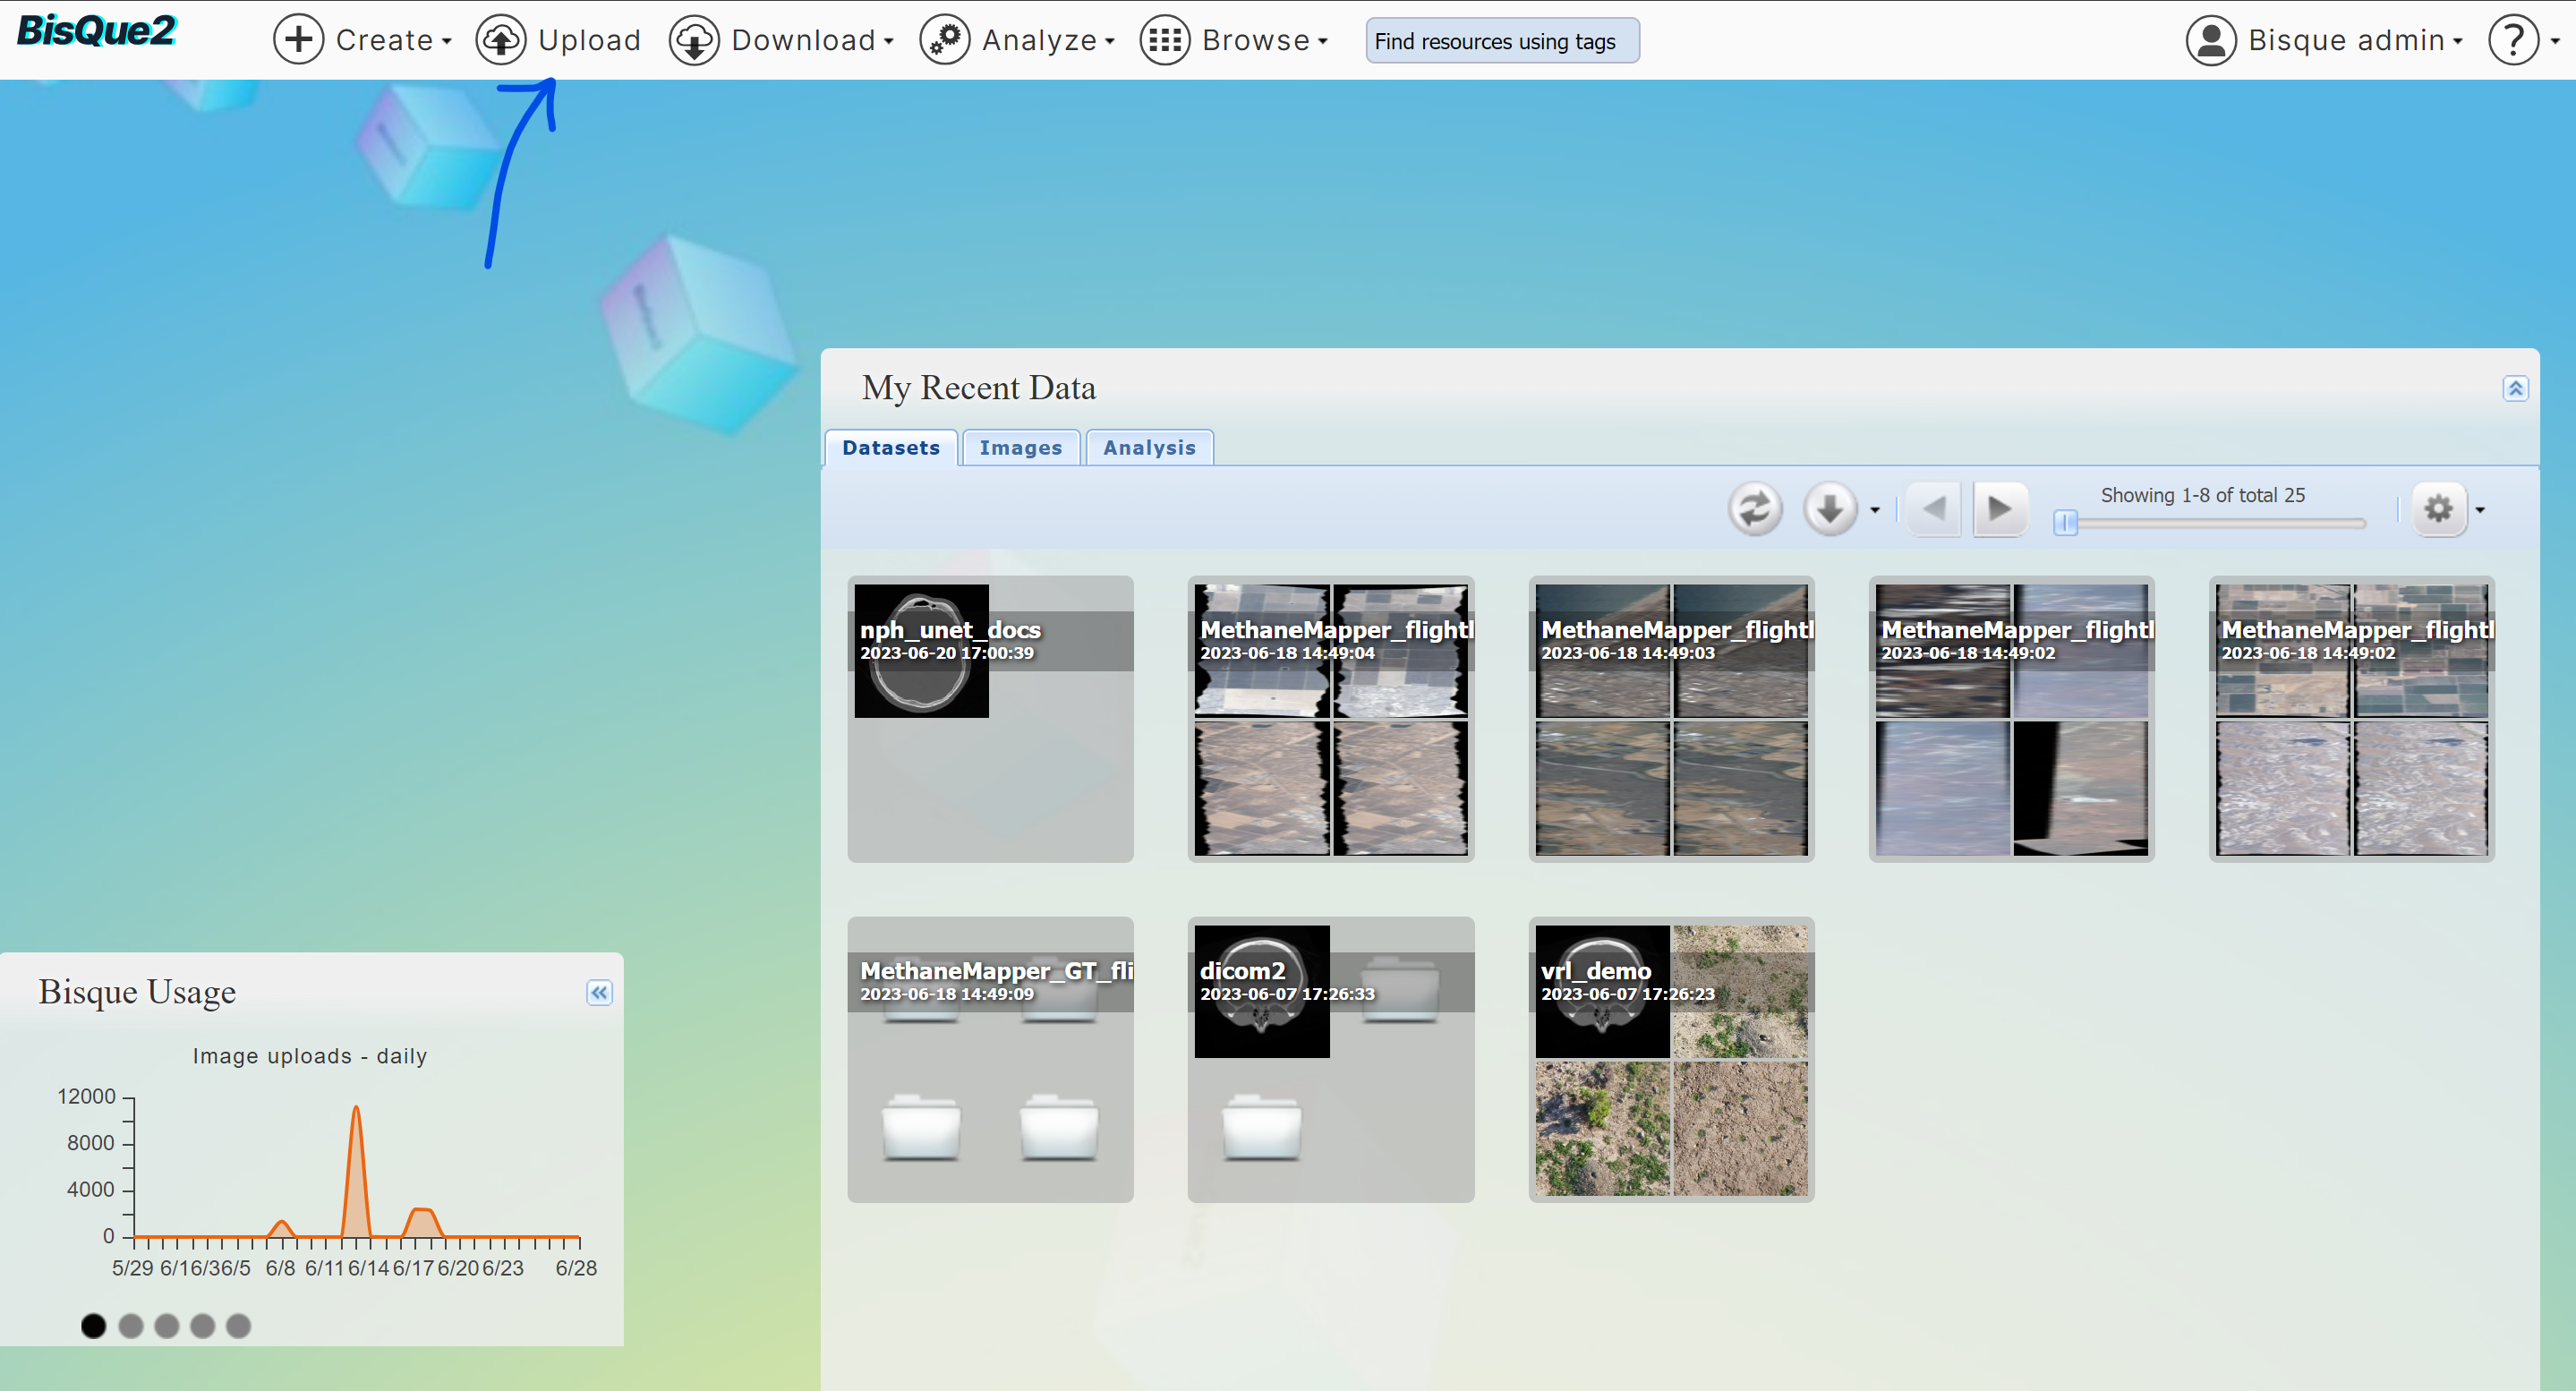 BisQue2 Create Upload Download Analyze Browse Find resources using tags Bisque admin ?
My Recent Data
Datasets Images Analysis
Showing 1-8 of total 25
nph_unet_docs
2023-06-20 17:00:39
MethaneMapper_flightl
2023-06-18 14:49:04
MethaneMapper_flightl
2023-06-18 14:49:03
MethaneMapper_flightl
2023-06-18 14:49:02
MethaneMapper_flightl
2023-06-18 14:49:02
MethaneMapper_GT_fli
2023-06-18 14:49:09
dicom2
2023-06-07 17:26:33
vrl_demo
2023-06-07 17:26:23
Bisque Usage
Image uploads - daily
12000
8000
4000
0
5/29 6/1 6/3 6/5 6/8 6/11 6/14 6/17 6/20 6/23 6/28